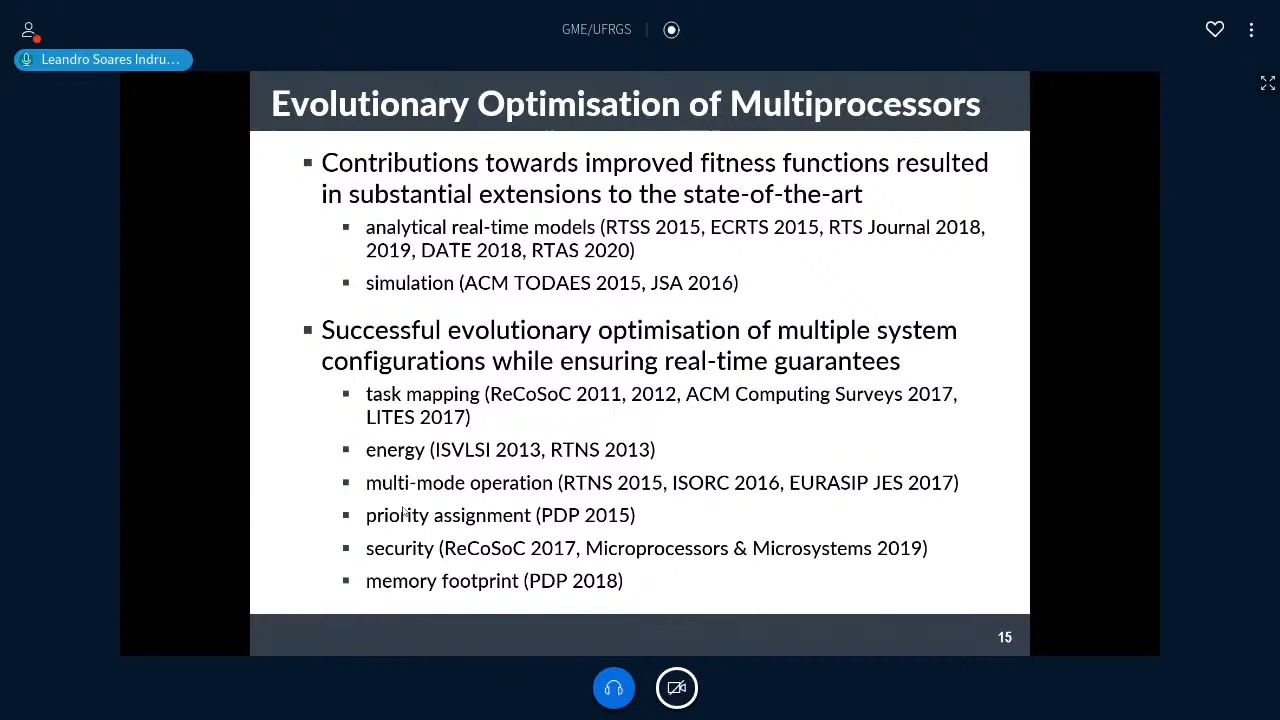 GME/UFRGS
Leandro Soares Indru...
Evolutionary Optimisation of Multiprocessors
Contributions towards improved fitness functions resulted
in substantial extensions to the state-of-the-art
analytical real-time models (RTSS 2015, ECRTS 2015, RTS Journal 2018,
2019, DATE 2018, RTAS 2020)
simulation (ACM TODAES 2015, JSA 2016)
Successful evolutionary optimisation of multiple system
configurations while ensuring real-time guarantees
task mapping (ReCoSoC 2011, 2012, ACM Computing Surveys 2017,
LITES 2017)
energy (ISVLSI 2013, RTNS 2013)
multi-mode operation (RTNS 2015, ISORC 2016, EURASIP JES 2017)
priority assignment (PDP 2015)
security (ReCoSoC 2017, Microprocessors & Microsystems 2019)
memory footprint (PDP 2018)
15